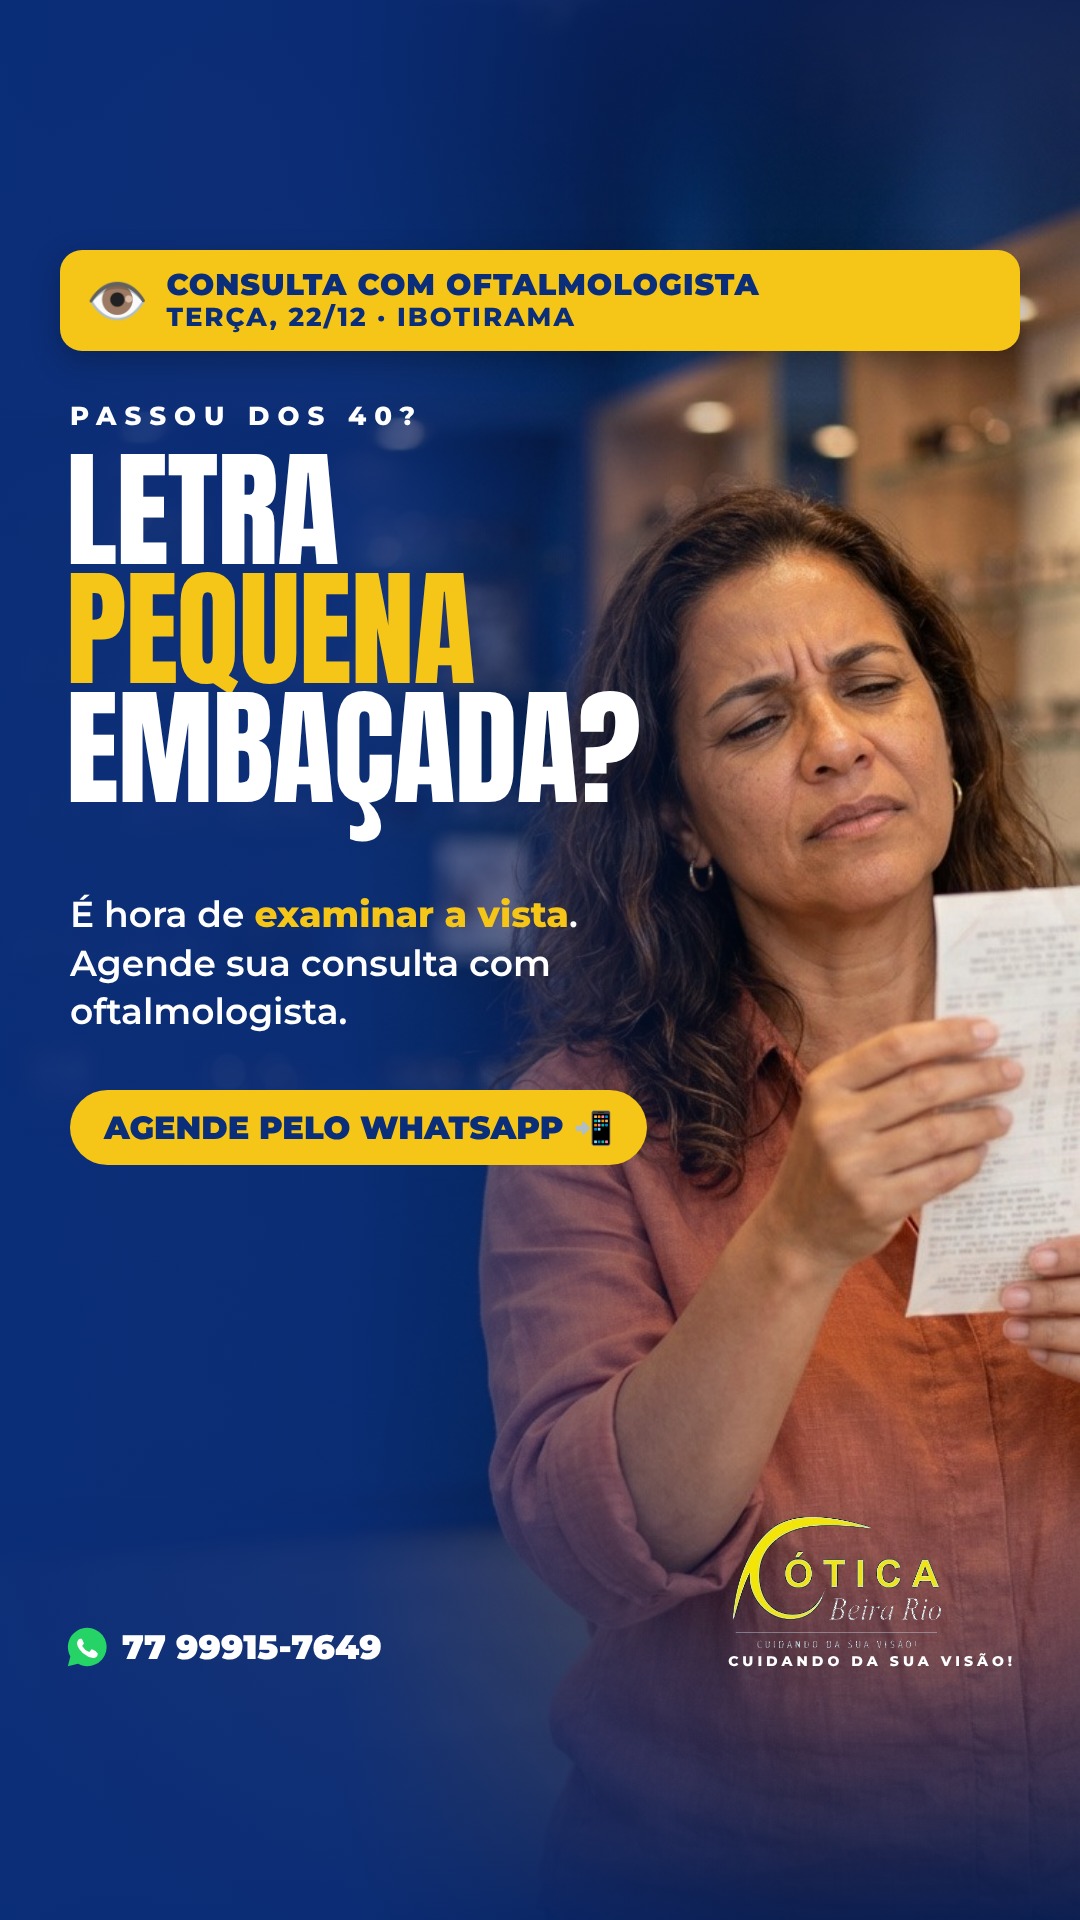 CONSULTA COM OFTALMOLOGISTA
TERÇA, 22/12 · IBOTIRAMA
PASSOU DOS 40?
LETRA
PEQUENA
EMBAÇADA?
É hora de examinar a vista.
Agende sua consulta com
oftalmologista.
AGENDE PELO WHATSAPP
77 99915-7649
ÓTICA
Beira Rio
CUIDANDO DA SUA VISÃO!
CUIDANDO DA SUA VISÃO!